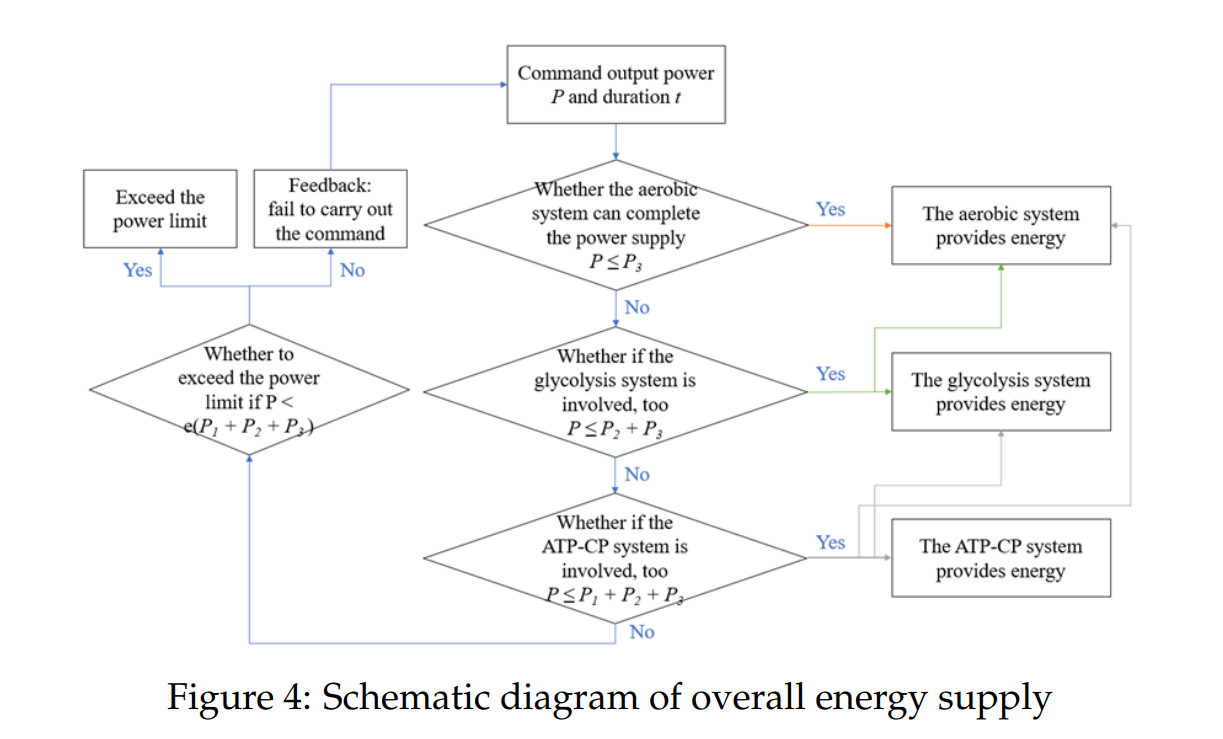 Command output power
P and duration t
Exceed the
power limit
Feedback:
fail to carry out
the command
Whether the aerobic
system can complete
the power supply
P ≤ P₃
Yes
The aerobic system
provides energy
Yes
No
No
Whether to
exceed the power
limit if P <
e(P₁ + P₂ + P₃)
Whether if the
glycolysis system is
involved, too
P ≤ P₂ + P₃
Yes
The glycolysis system
provides energy
No
Whether if the
ATP-CP system is
involved, too
P ≤ P₁ + P₂ + P₃
Yes
The ATP-CP system
provides energy
No
Figure 4: Schematic diagram of overall energy supply